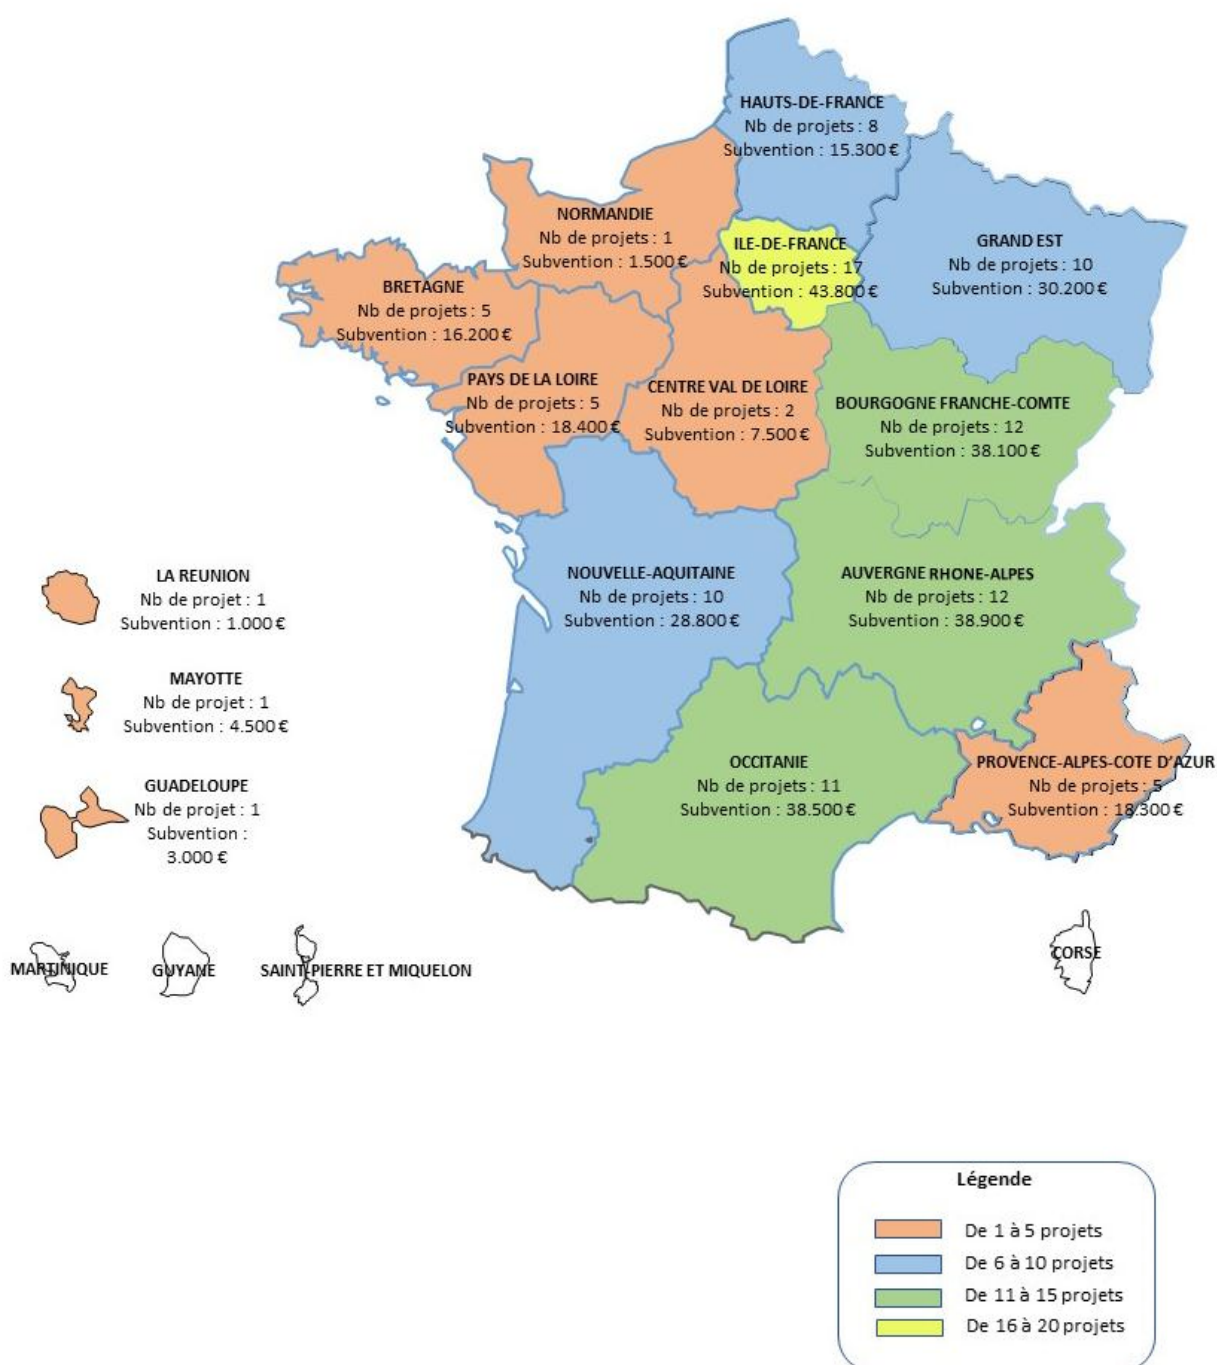 HAUTS-DE-FRANCE
Nb de projets : 8
Subvention : 15.300 €
NORMANDIE
Nb de projets : 1
Subvention : 1.500 €
ILE-DE-FRANCE
Nb de projets : 17
Subvention : 43.800 €
GRAND EST
Nb de projets : 10
Subvention : 30.200 €
BRETAGNE
Nb de projets : 5
Subvention : 16.200 €
PAYS DE LA LOIRE
Nb de projets : 5
Subvention : 18.400 €
CENTRE VAL DE LOIRE
Nb de projets : 2
Subvention : 7.500 €
BOURGOGNE FRANCHE-COMTE
Nb de projets : 12
Subvention : 38.100 €
LA REUNION
Nb de projet : 1
Subvention : 1.000 €
NOUVELLE-AQUITAINE
Nb de projets : 10
Subvention : 28.800 €
AUVERGNE RHONE-ALPES
Nb de projets : 12
Subvention : 38.900 €
MAYOTTE
Nb de projet : 1
Subvention : 4.500 €
GUADELOUPE
Nb de projet : 1
Subvention :
3.000 €
OCCITANIE
Nb de projets : 11
Subvention : 38.500 €
PROVENCE-ALPES-COTE D'AZUR
Nb de projets : 5
Subvention : 18.300 €
MARTINIQUE
GUYANE
SAINT-PIERRE ET MIQUELON
CORSE
Légende
De 1 à 5 projets
De 6 à 10 projets
De 11 à 15 projets
De 16 à 20 projets